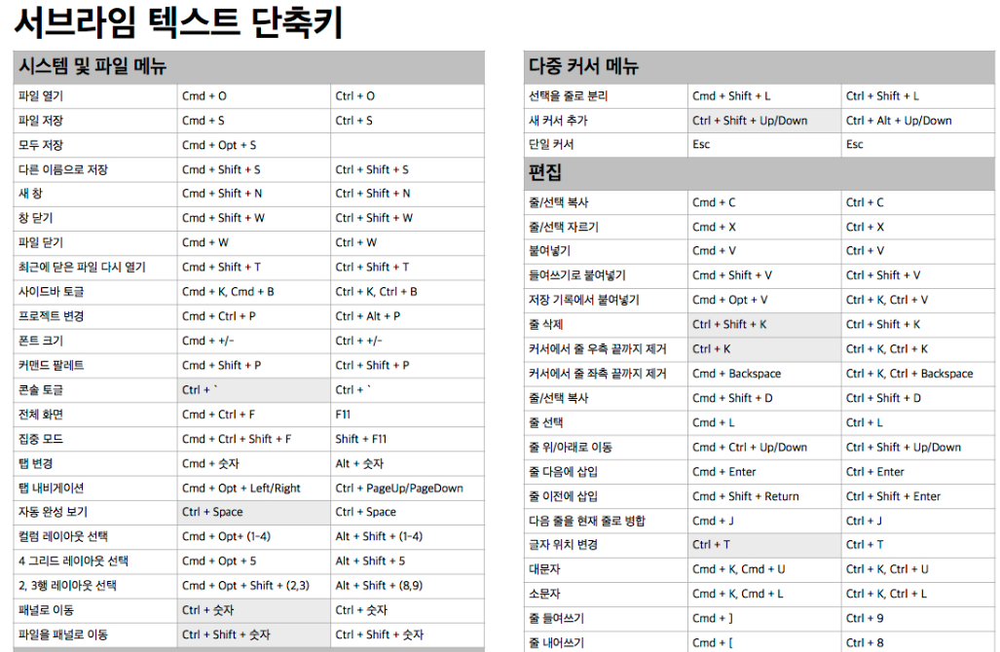 서브라임 텍스트 단축키
시스템 및 파일 메뉴
파일 열기 Cmd + O Ctrl + O
파일 저장 Cmd + S Ctrl + S
모두 저장 Cmd + Opt + S
다른 이름으로 저장 Cmd + Shift + S Ctrl + Shift + S
새 창 Cmd + Shift + N Ctrl + Shift + N
창 닫기 Cmd + Shift + W Ctrl + Shift + W
파일 닫기 Cmd + W Ctrl + W
최근에 닫은 파일 다시 열기 Cmd + Shift + T Ctrl + Shift + T
사이드바 토글 Cmd + K, Cmd + B Ctrl + K, Ctrl + B
프로젝트 변경 Cmd + Ctrl + P Ctrl + Alt + P
폰트 크기 Cmd + +/- Ctrl + +/-
커맨드 팔레트 Cmd + Shift + P Ctrl + Shift + P
콘솔 토글 Ctrl + ` Ctrl + `
전체 화면 Cmd + Ctrl + F F11
집중 모드 Cmd + Ctrl + Shift + F Shift + F11
탭 변경 Cmd + 숫자 Alt + 숫자
탭 내비게이션 Cmd + Opt + Left/Right Ctrl + PageUp/PageDown
자동 완성 보기 Ctrl + Space Ctrl + Space
컬럼 레이아웃 선택 Cmd + Opt+ (1-4) Alt + Shift + (1-4)
4 그리드 레이아웃 선택 Cmd + Opt + 5 Alt + Shift + 5
2, 3행 레이아웃 선택 Cmd + Opt + Shift + (2,3) Alt + Shift + (8,9)
패널로 이동 Ctrl + 숫자 Ctrl + 숫자
파일을 패널로 이동 Ctrl + Shift + 숫자 Ctrl + Shift + 숫자
다중 커서 메뉴
선택을 줄로 분리 Cmd + Shift + L Ctrl + Shift + L
새 커서 추가 Ctrl + Shift + Up/Down Ctrl + Alt + Up/Down
단일 커서 Esc Esc
편집
줄/선택 복사 Cmd + C Ctrl + C
줄/선택 자르기 Cmd + X Ctrl + X
붙여넣기 Cmd + V Ctrl + V
들여쓰기로 붙여넣기 Cmd + Shift + V Ctrl + Shift + V
저장 기록에서 붙여넣기 Cmd + Opt + V Ctrl + K, Ctrl + V
줄 삭제 Ctrl + Shift + K Ctrl + Shift + K
커서에서 줄 우측 끝까지 제거 Ctrl + K Ctrl + K, Ctrl + K
커서에서 줄 좌측 끝까지 제거 Cmd + Backspace Ctrl + K, Ctrl + Backspace
줄/선택 복사 Cmd + Shift + D Ctrl + Shift + D
줄 선택 Cmd + L Ctrl + L
줄 위/아래로 이동 Cmd + Ctrl + Up/Down Ctrl + Shift + Up/Down
줄 다음에 삽입 Cmd + Enter Ctrl + Enter
줄 이전에 삽입 Cmd + Shift + Return Ctrl + Shift + Enter
다음 줄을 현재 줄로 병합 Cmd + J Ctrl + J
글자 위치 변경 Ctrl + T Ctrl + T
대문자 Cmd + K, Cmd + U Ctrl + K, Ctrl + U
소문자 Cmd + K, Cmd + L Ctrl + K, Ctrl + L
줄 들여쓰기 Cmd + ] Ctrl + 9
줄 내어쓰기 Cmd + [ Ctrl + 8